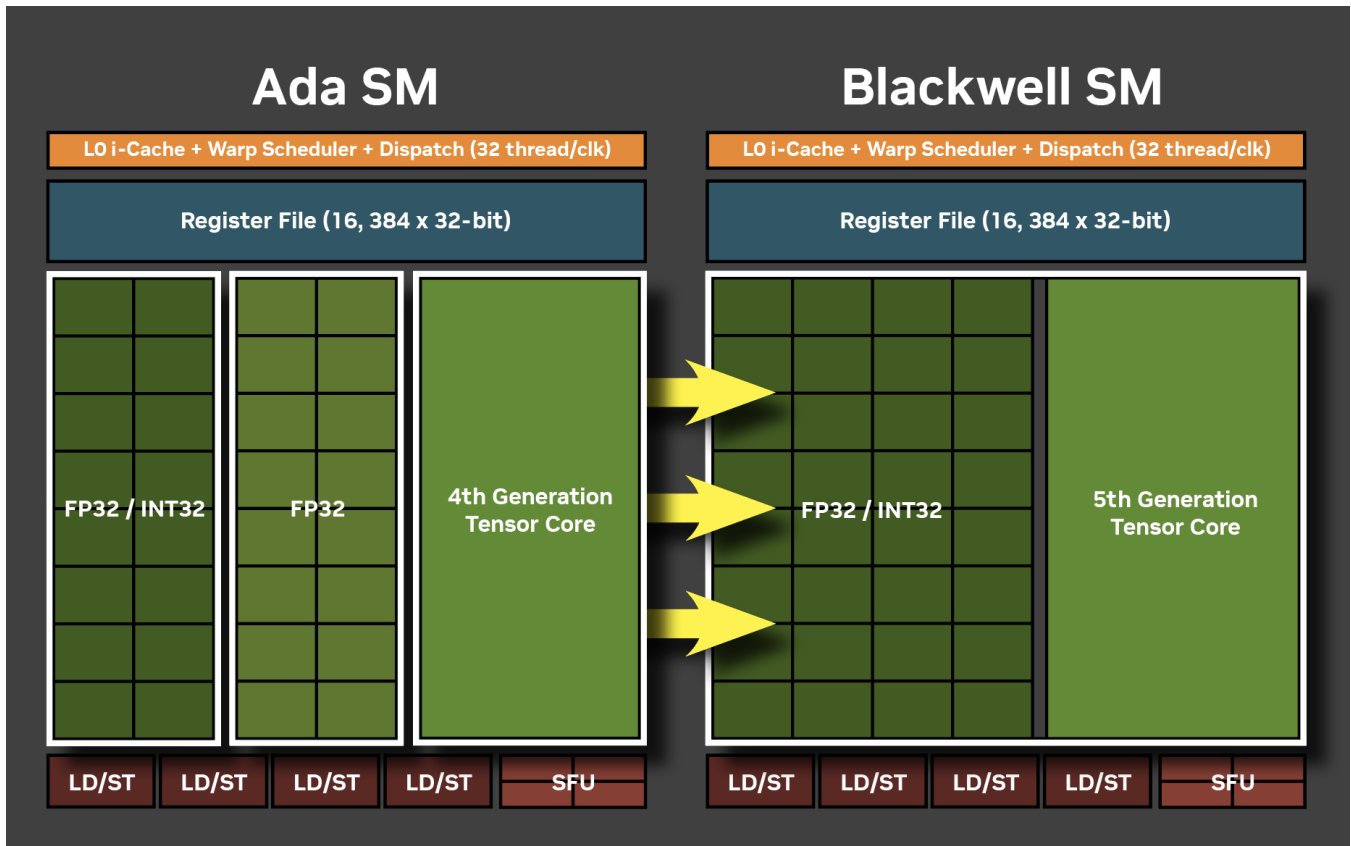 Ada SM
L0 i-Cache + Warp Scheduler + Dispatch (32 thread/clk)
Register File (16, 384 x 32-bit)
FP32 / INT32
FP32
4th Generation
Tensor Core
LD/ST
LD/ST
LD/ST
LD/ST
SFU
Blackwell SM
L0 i-Cache + Warp Scheduler + Dispatch (32 thread/clk)
Register File (16, 384 x 32-bit)
FP32 / INT32
5th Generation
Tensor Core
LD/ST
LD/ST
LD/ST
LD/ST
SFU